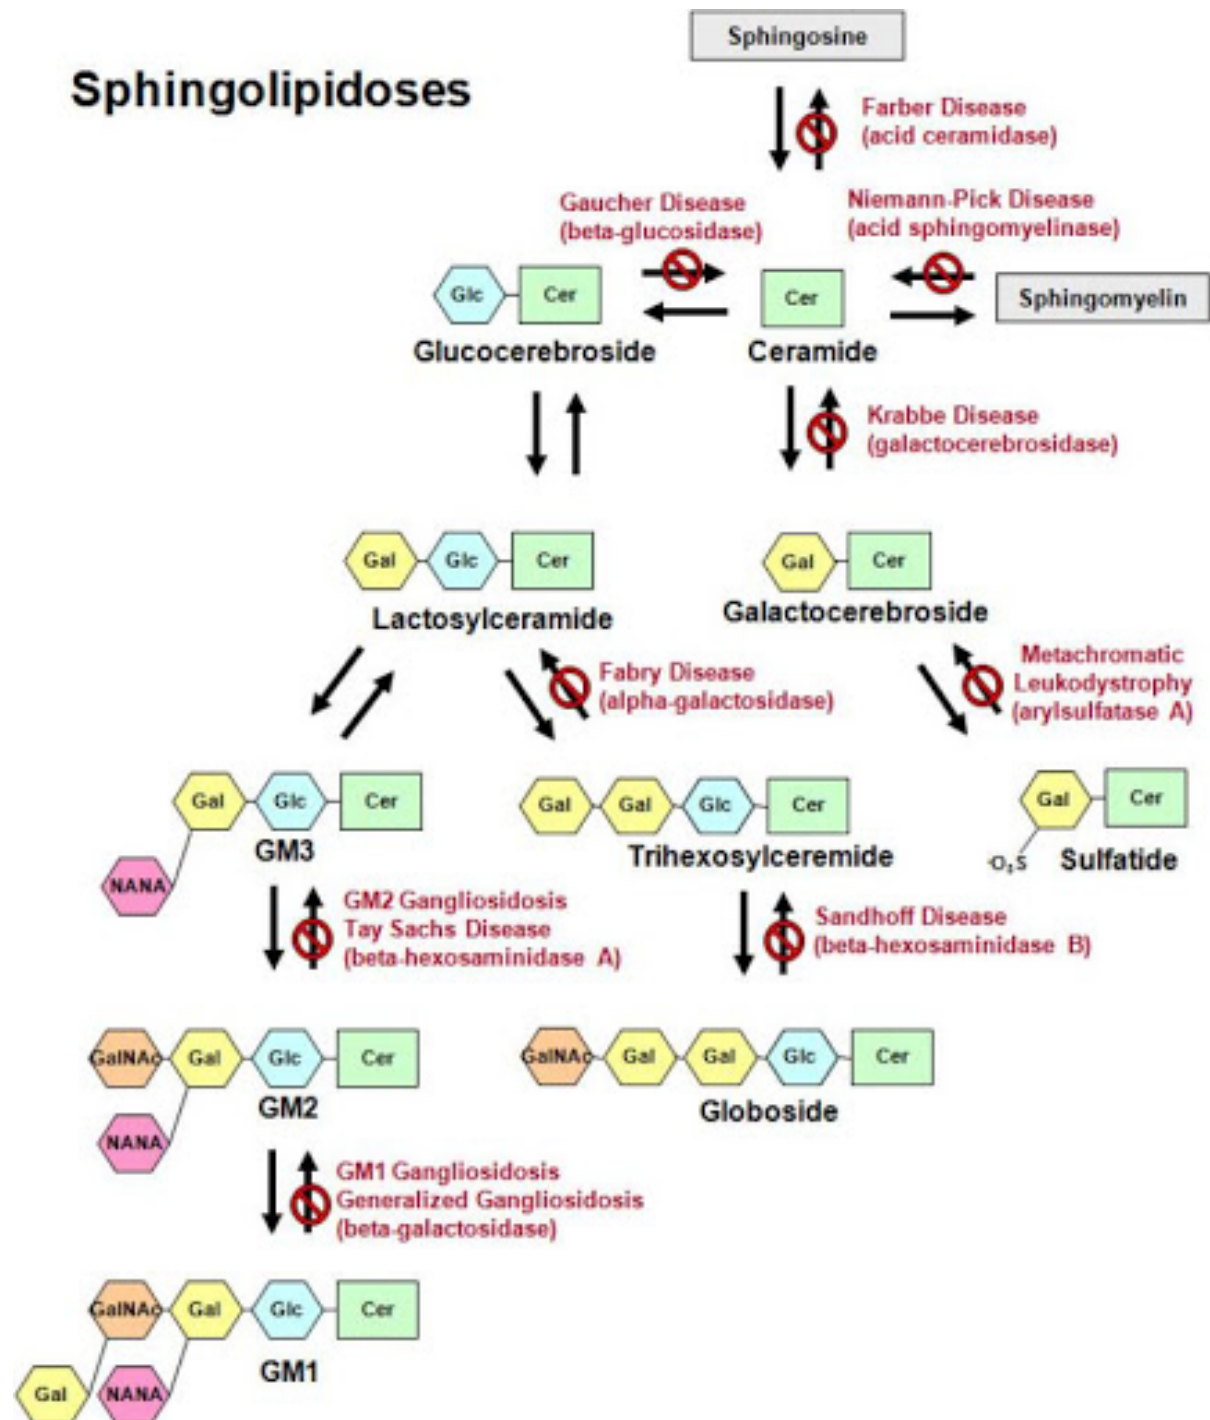 Sphingolipidoses
Sphingosine
Farber Disease
(acid ceramidase)
Gaucher Disease
(beta-glucosidase)
Niemann-Pick Disease
(acid sphingomyelinase)
Glc Cer
Glucocerebroside
Cer
Ceramide
Sphingomyelin
Krabbe Disease
(galactocerebrosidase)
Gal Glc Cer
Lactosylceramide
Gal Cer
Galactocerebroside
Fabry Disease
(alpha-galactosidase)
Metachromatic
Leukodystrophy
(arylsulfatase A)
Gal Glc Cer
GM3
NANA
Gal Gal Glc Cer
Trihexosylceremide
Gal Cer
-O₃S Sulfatide
GM2 Gangliosidosis
Tay Sachs Disease
(beta-hexosaminidase A)
Sandhoff Disease
(beta-hexosaminidase B)
GalNAc Gal Glc Cer
GM2
NANA
GalNAc Gal Gal Glc Cer
Globoside
GM1 Gangliosidosis
Generalized Gangliosidosis
(beta-galactosidase)
GalNAc Gal Glc Cer
GM1
Gal NANA